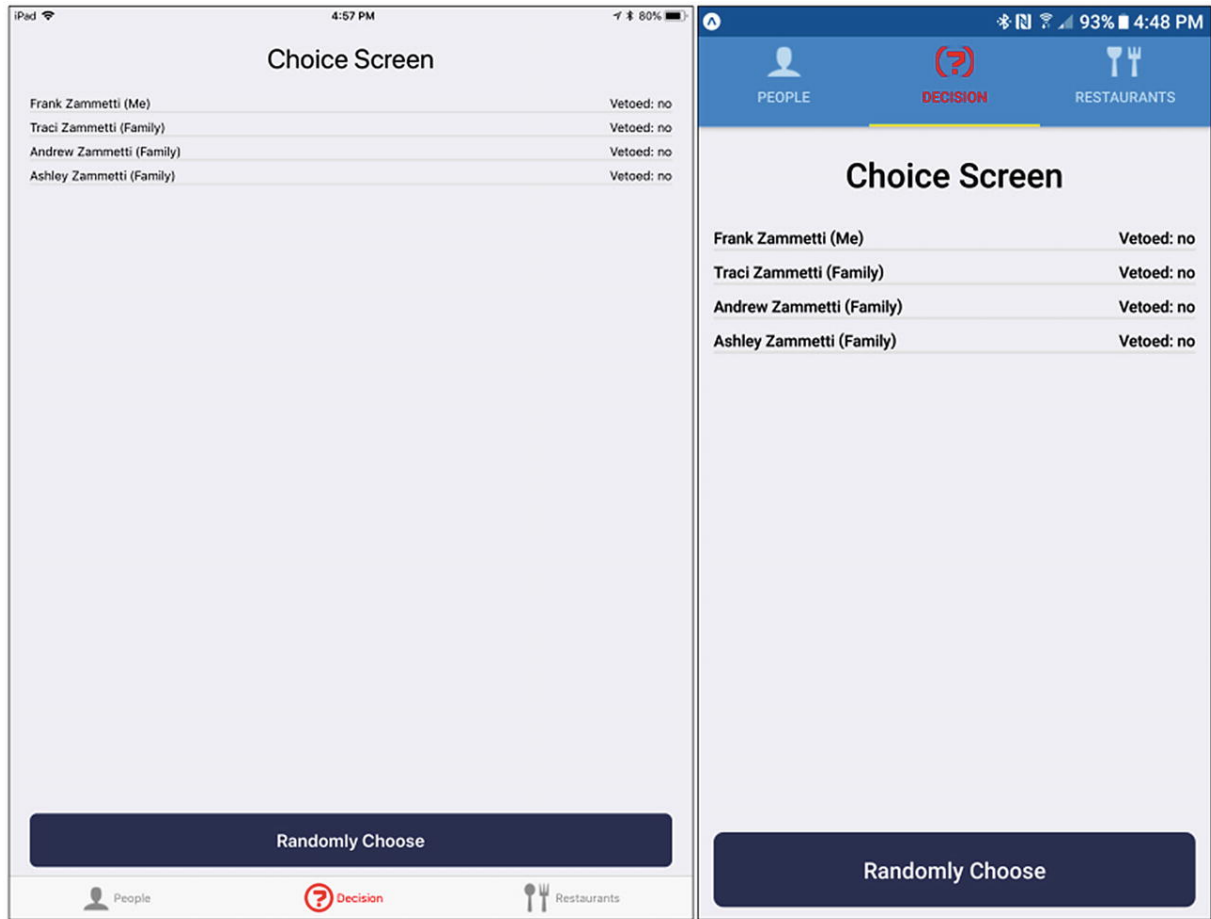 iPad 4:57 PM 80%
Choice Screen
Frank Zammetti (Me) Vetoed: no
Traci Zammetti (Family) Vetoed: no
Andrew Zammetti (Family) Vetoed: no
Ashley Zammetti (Family) Vetoed: no
Randomly Choose
People ? Decision Restaurants
93% 4:48 PM
(?)
PEOPLE DECISION RESTAURANTS
Choice Screen
Frank Zammetti (Me) Vetoed: no
Traci Zammetti (Family) Vetoed: no
Andrew Zammetti (Family) Vetoed: no
Ashley Zammetti (Family) Vetoed: no
Randomly Choose